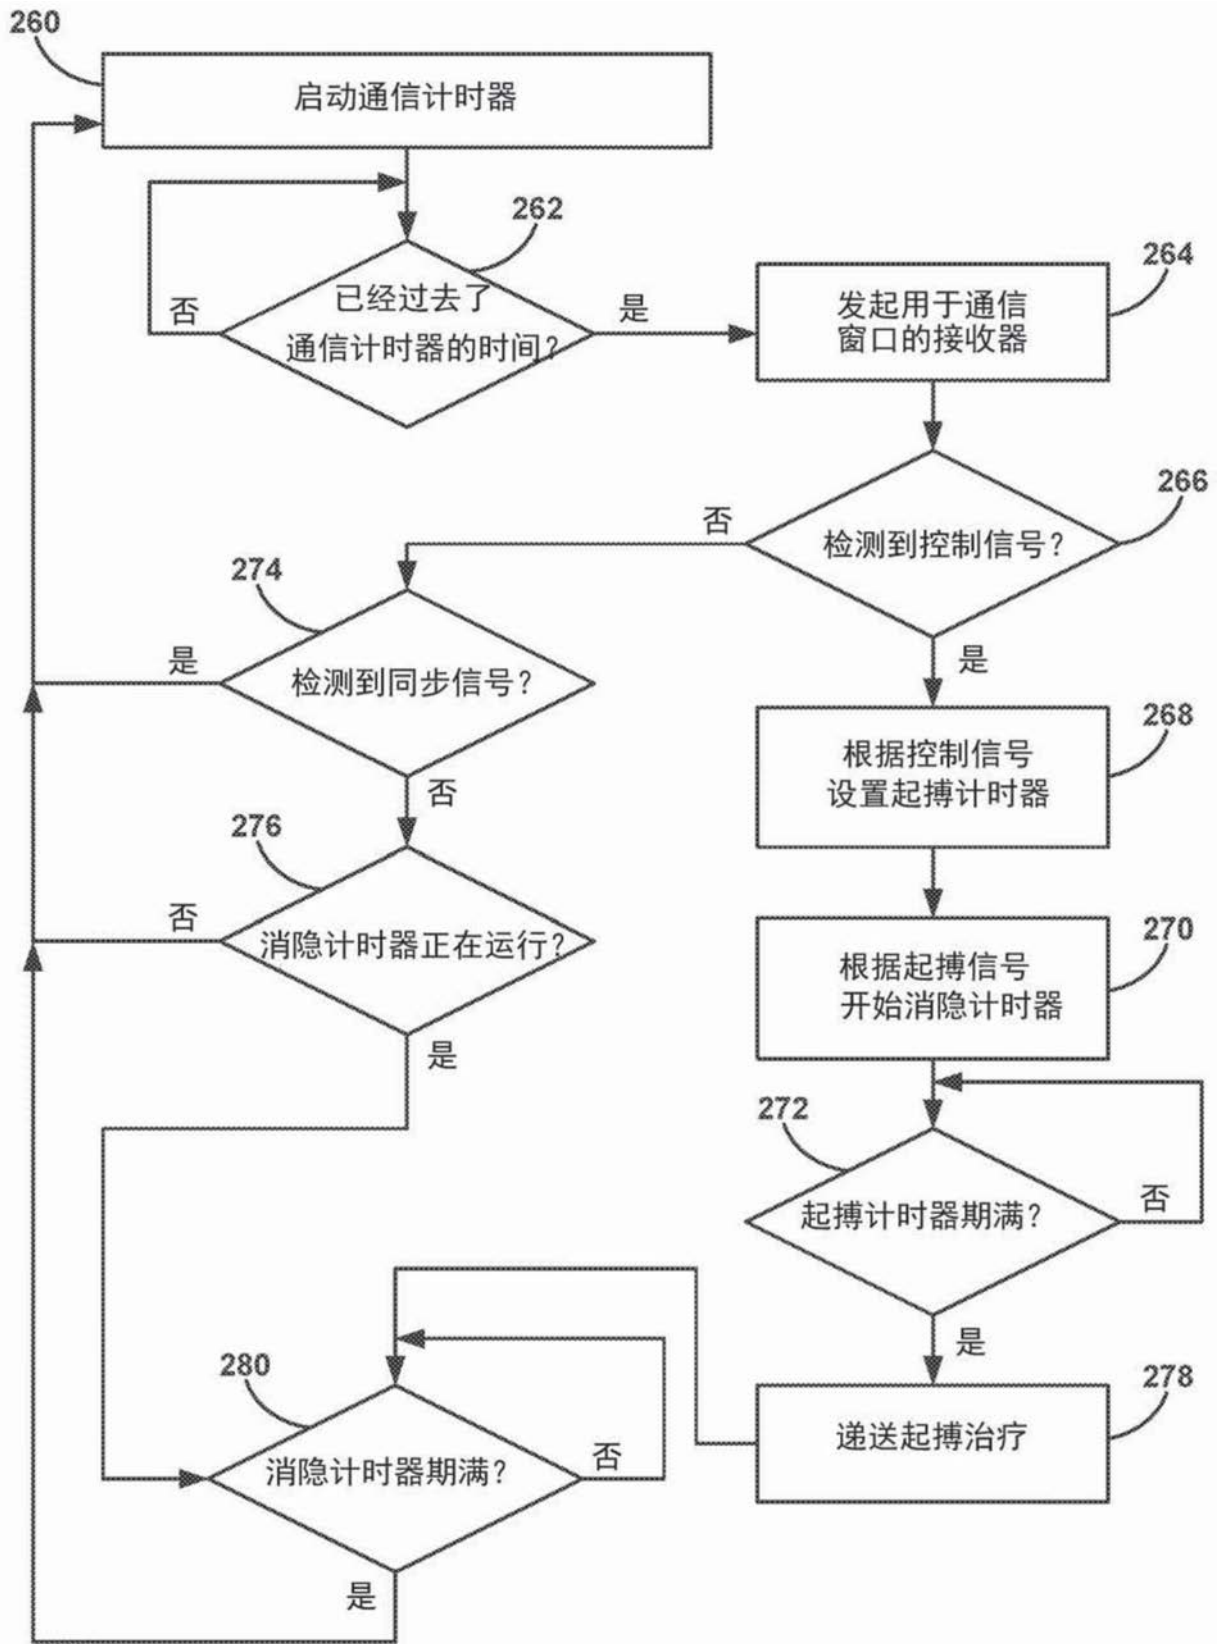 260
启动通信计时器
262
已经过去了
通信计时器的时间?
否
是
264
发起用于通信
窗口的接收器
266
检测到控制信号?
否
是
274
检测到同步信号?
是
否
268
根据控制信号
设置起搏计时器
276
消隐计时器正在运行?
否
是
270
根据起搏信号
开始消隐计时器
272
起搏计时器期满?
否
是
278
递送起搏治疗
280
消隐计时器期满?
否
是